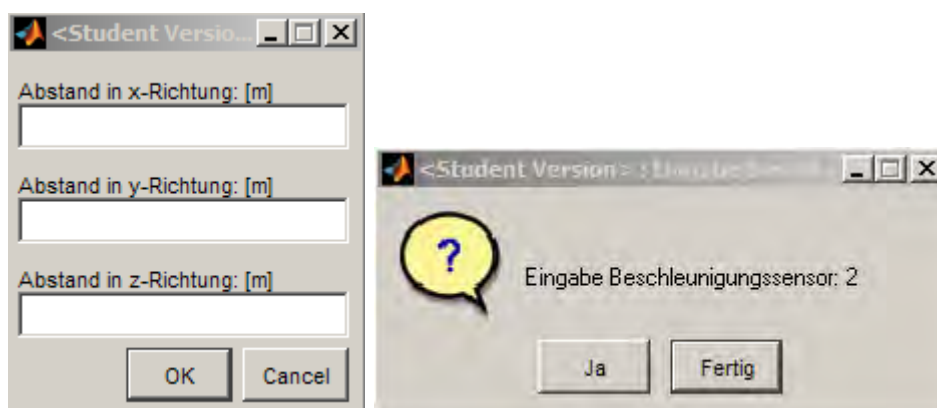 <Student Versio...
Abstand in x-Richtung: [m]
Abstand in y-Richtung: [m]
Abstand in z-Richtung: [m]
OK Cancel
<Student Version> :
?
Eingabe Beschleunigungssensor: 2
Ja Fertig